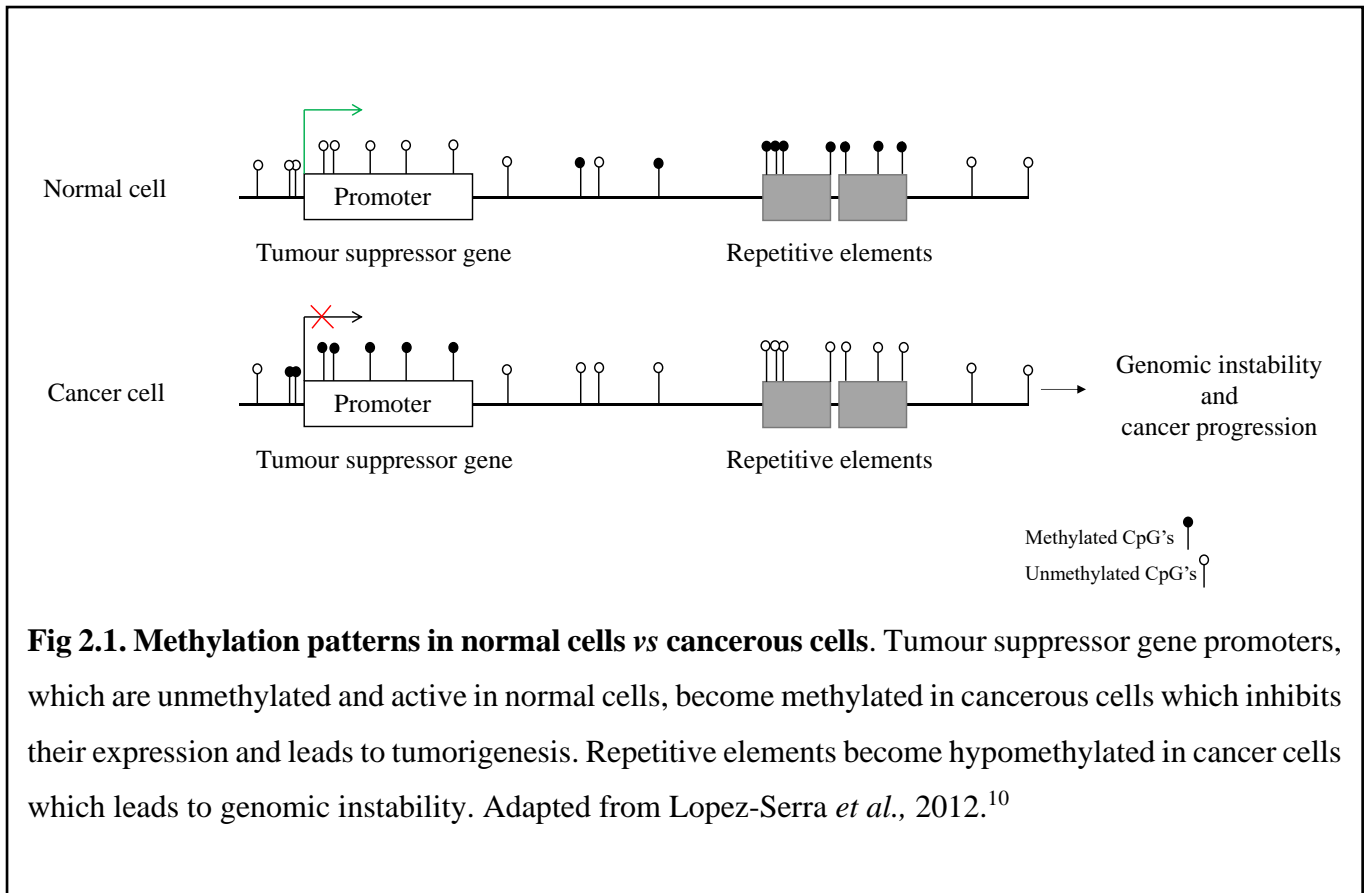 Normal cell
Promoter
Tumour suppressor gene
Repetitive elements
Cancer cell
Promoter
Tumour suppressor gene
Repetitive elements
Genomic instability
and
cancer progression
Methylated CpG's
Unmethylated CpG's
Fig 2.1. Methylation patterns in normal cells vs cancerous cells. Tumour suppressor gene promoters,
which are unmethylated and active in normal cells, become methylated in cancerous cells which inhibits
their expression and leads to tumorigenesis. Repetitive elements become hypomethylated in cancer cells
which leads to genomic instability. Adapted from Lopez-Serra et al., 2012.10